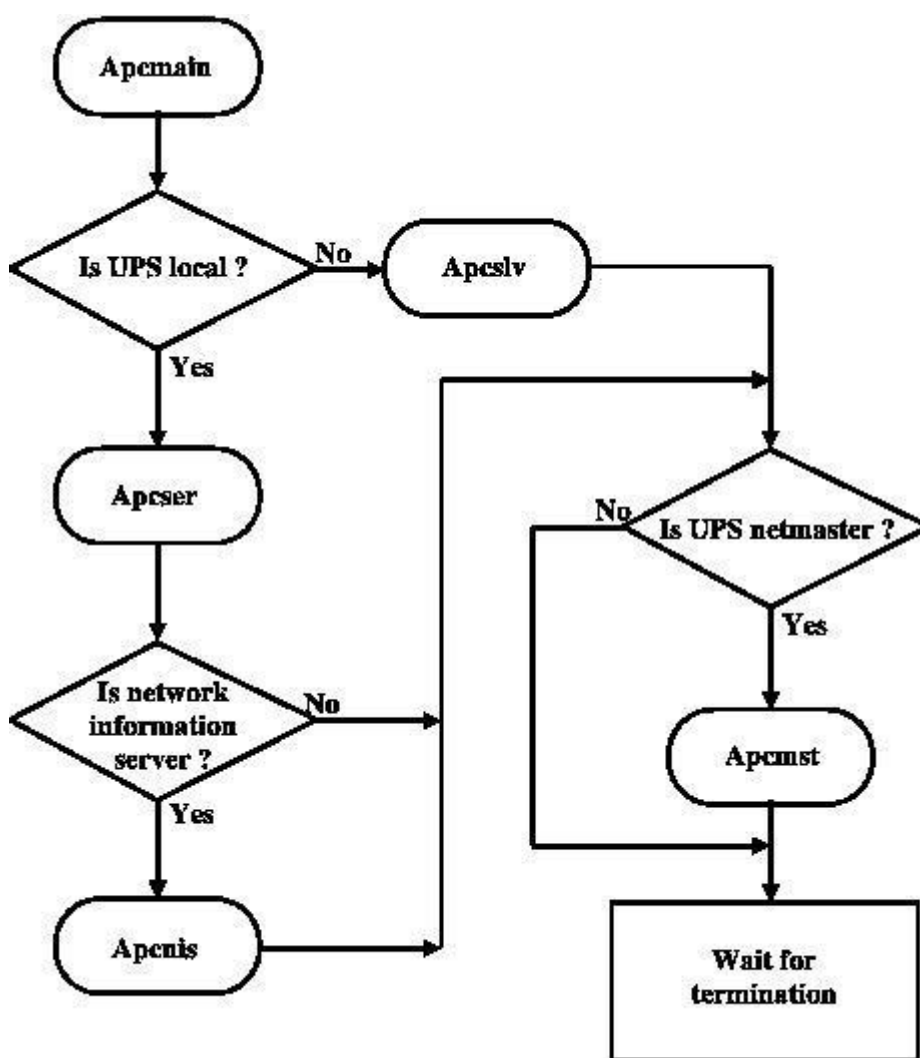 Apcmain
Is UPS local ?
No
Apcslv
Yes
Apcser
No
Is UPS netmaster ?
Yes
Is network
information
server ?
No
Yes
Apcmst
Apcnis
Wait for
termination